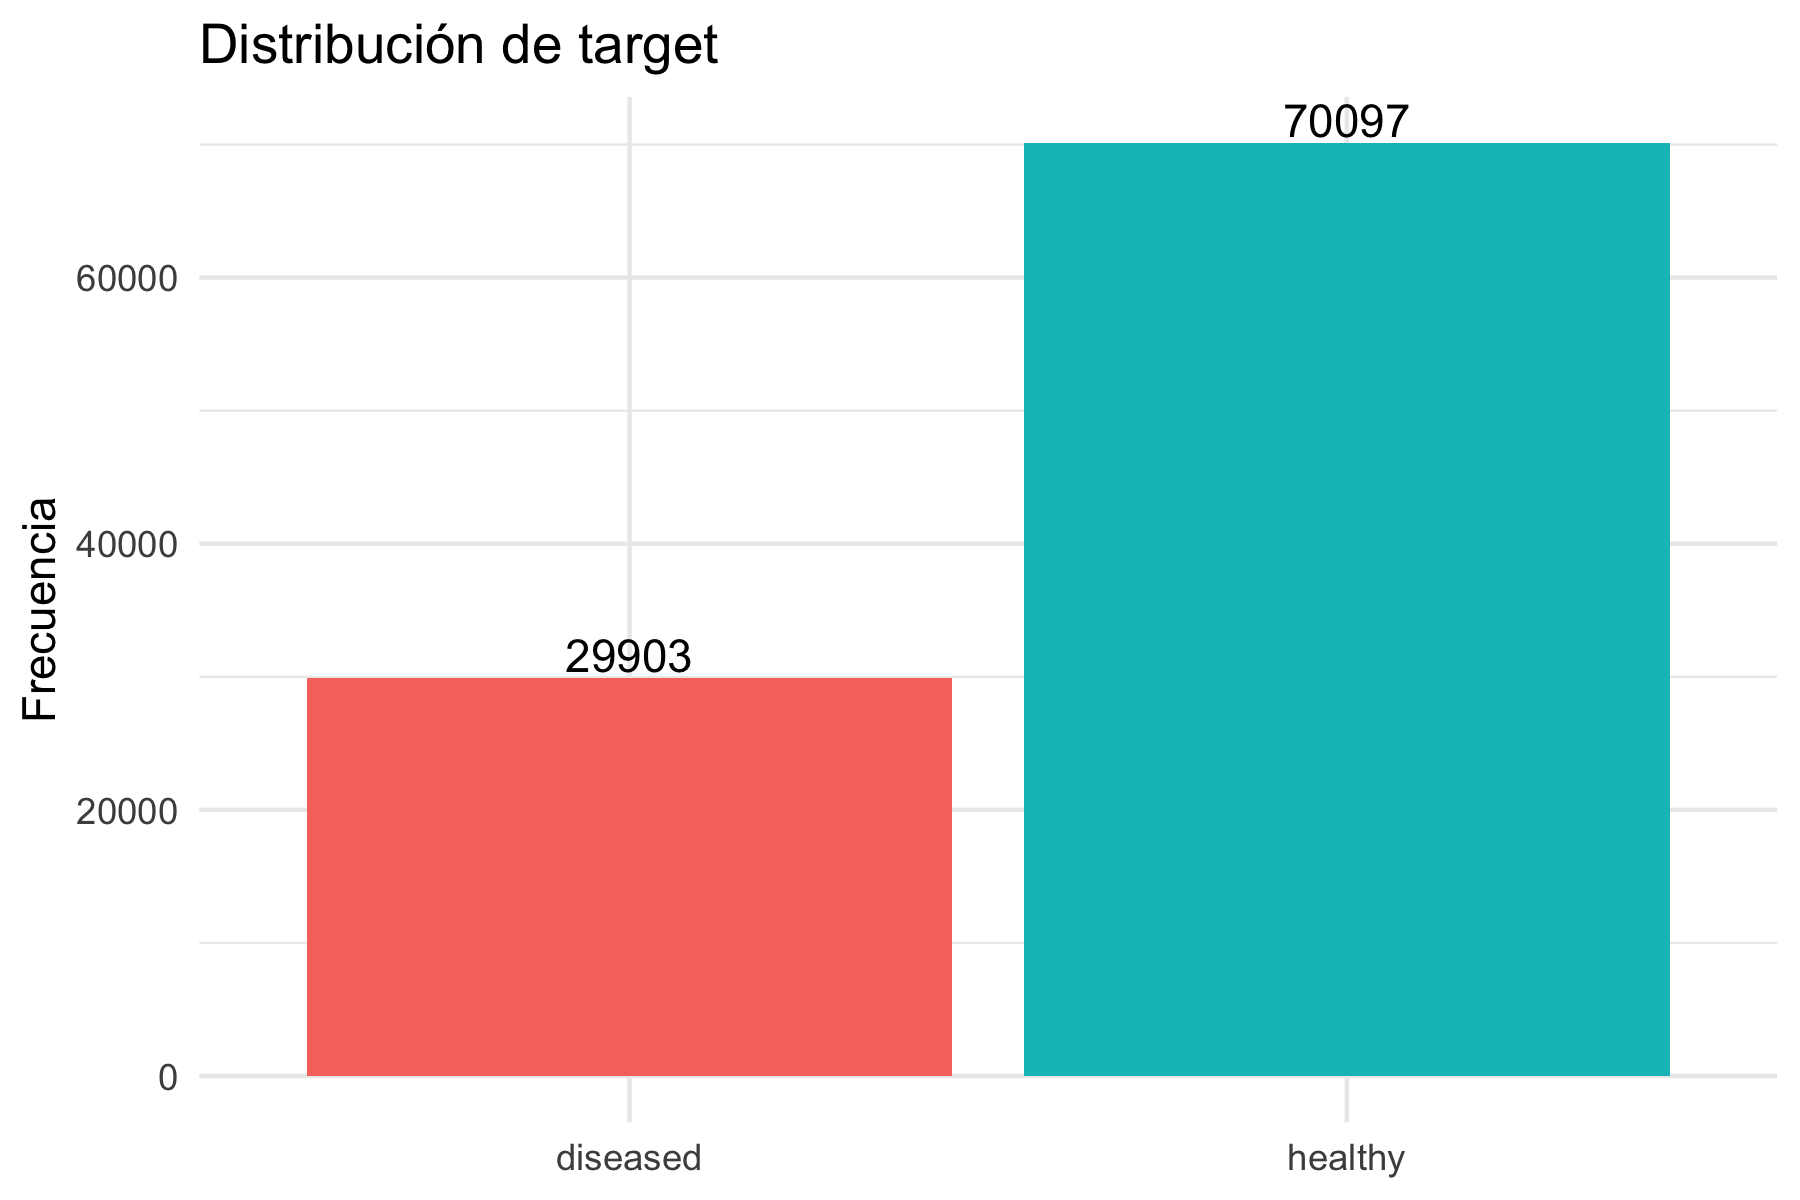 Distribución de target
70097
60000
40000
Frecuencia
29903
20000
0
diseased
healthy